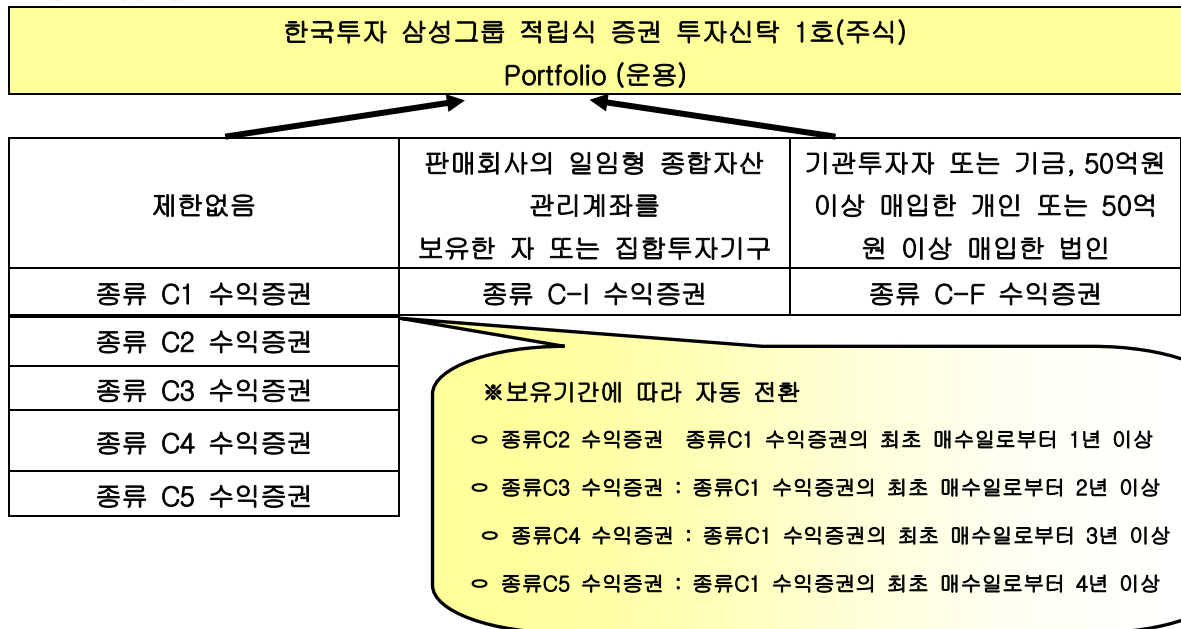 한국투자 삼성그룹 적립식 증권 투자신탁 1호(주식)
Portfolio (운용)
제한없음
판매회사의 일임형 종합자산
관리계좌를
보유한 자 또는 집합투자기구
기관투자자 또는 기금, 50억원
이상 매입한 개인 또는 50억
원 이상 매입한 법인
종류 C1 수익증권
종류 C-I 수익증권
종류 C-F 수익증권
종류 C2 수익증권
종류 C3 수익증권
종류 C4 수익증권
종류 C5 수익증권
※보유기간에 따라 자동 전환
ㅇ 종류C2 수익증권 종류C1 수익증권의 최초 매수일로부터 1년 이상
ㅇ 종류C3 수익증권 : 종류C1 수익증권의 최초 매수일로부터 2년 이상
ㅇ 종류C4 수익증권 : 종류C1 수익증권의 최초 매수일로부터 3년 이상
ㅇ 종류C5 수익증권 : 종류C1 수익증권의 최초 매수일로부터 4년 이상